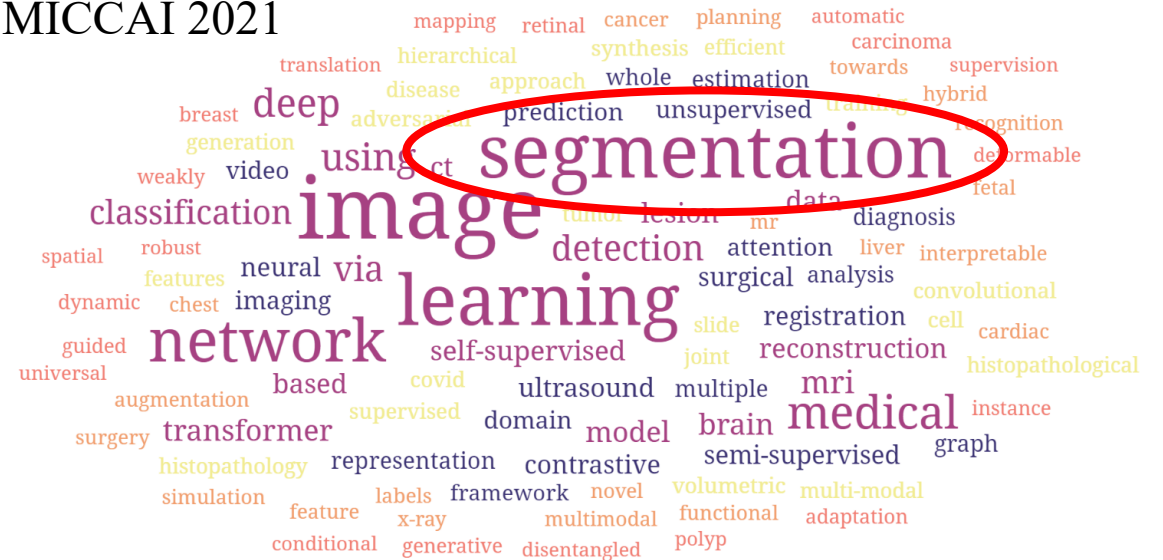 MICCAI 2021
mapping retinal cancer planning automatic
hierarchical synthesis efficient carcinoma
translation disease approach whole estimation towards supervision
breast deep adversarial prediction unsupervised training hybrid
generation using ct segmentation recognition
weakly video deformable
classification image tumor lesion mr data diagnosis fetal
spatial robust detection attention liver interpretable
features neural via surgical analysis
dynamic chest imaging learning convolutional
guided network slide registration cell cardiac
universal self-supervised joint reconstruction histopathological
based covid ultrasound multiple mri
augmentation supervised domain medical instance
surgery transformer model brain
histopathology representation contrastive semi-supervised graph
simulation labels framework novel volumetric multi-modal
feature x-ray multimodal functional adaptation
conditional generative disentangled polyp